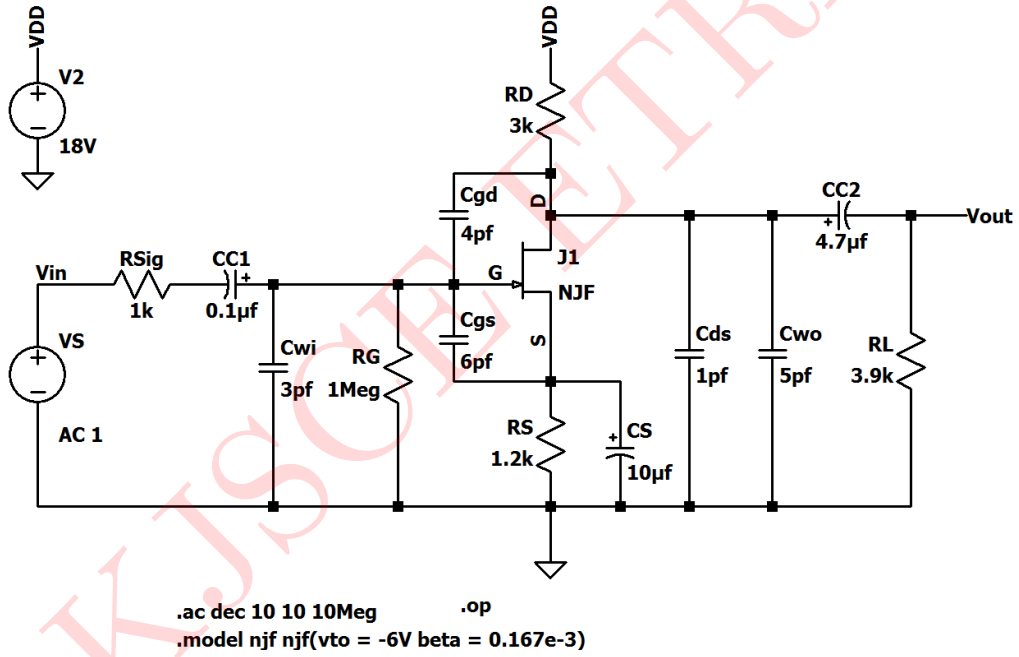 VDD
V2
18V
VDD
RD
3k
Cgd
4pf
D
J1
NJF
G
S
Cgs
6pf
CC2
4.7µf
Vout
Vin
RSig
1k
CC1
0.1µf
VS
AC 1
Cwi
3pf
RG
1Meg
RS
1.2k
CS
10µf
Cds
1pf
Cwo
5pf
RL
3.9k
.ac dec 10 10 10Meg
.op
.model njf njf(vto = -6V beta = 0.167e-3)
KJSCE ETR